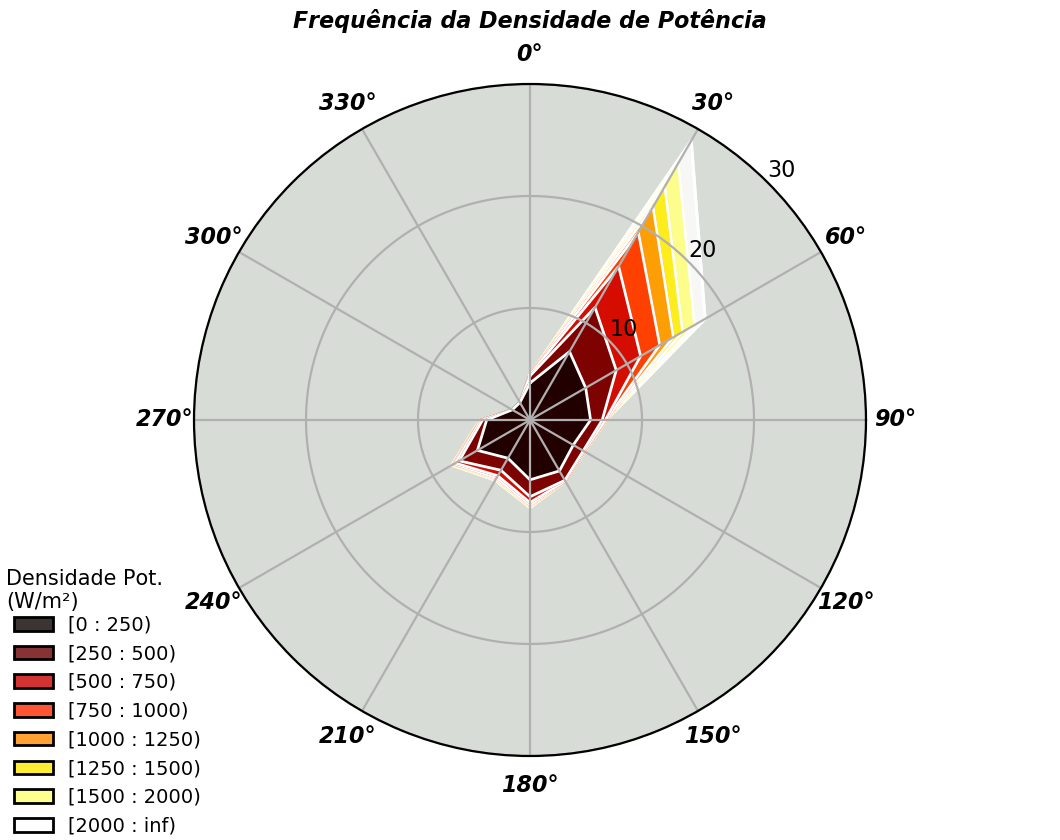 Frequência da Densidade de Potência
0°
330°
30°
30
300°
60°
20
10
270°
90°
240°
120°
210°
150°
180°
Densidade Pot.
(W/m²)
[0 : 250)
[250 : 500)
[500 : 750)
[750 : 1000)
[1000 : 1250)
[1250 : 1500)
[1500 : 2000)
[2000 : inf)